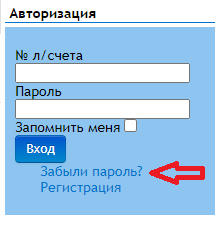 Авторизация
№ л/счета
Пароль
Запомнить меня
Вход
Забыли пароль?
Регистрация